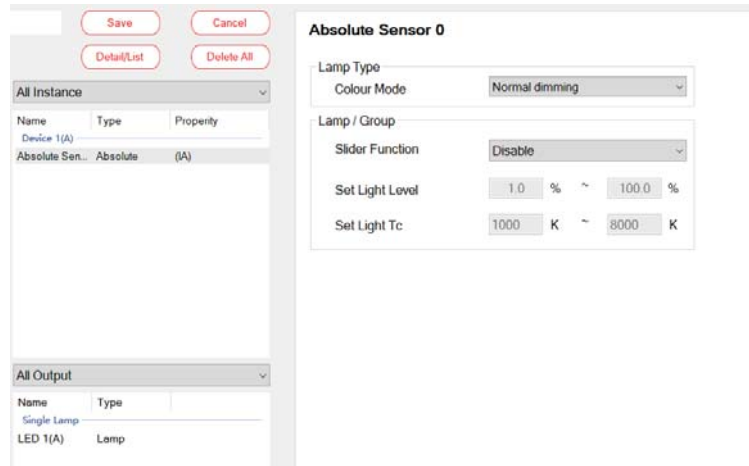 Save Cancel
Detail/List Delete All
All Instance
Name Type Properity
Device 1(A)
Absolute Sen... Absolute (IA)
All Output
Name Type
Single Lamp
LED 1(A) Lamp
Absolute Sensor 0
Lamp Type
Colour Mode Normal dimming
Lamp / Group
Slider Function Disable
Set Light Level 1.0 % ~ 100.0 %
Set Light Tc 1000 K ~ 8000 K